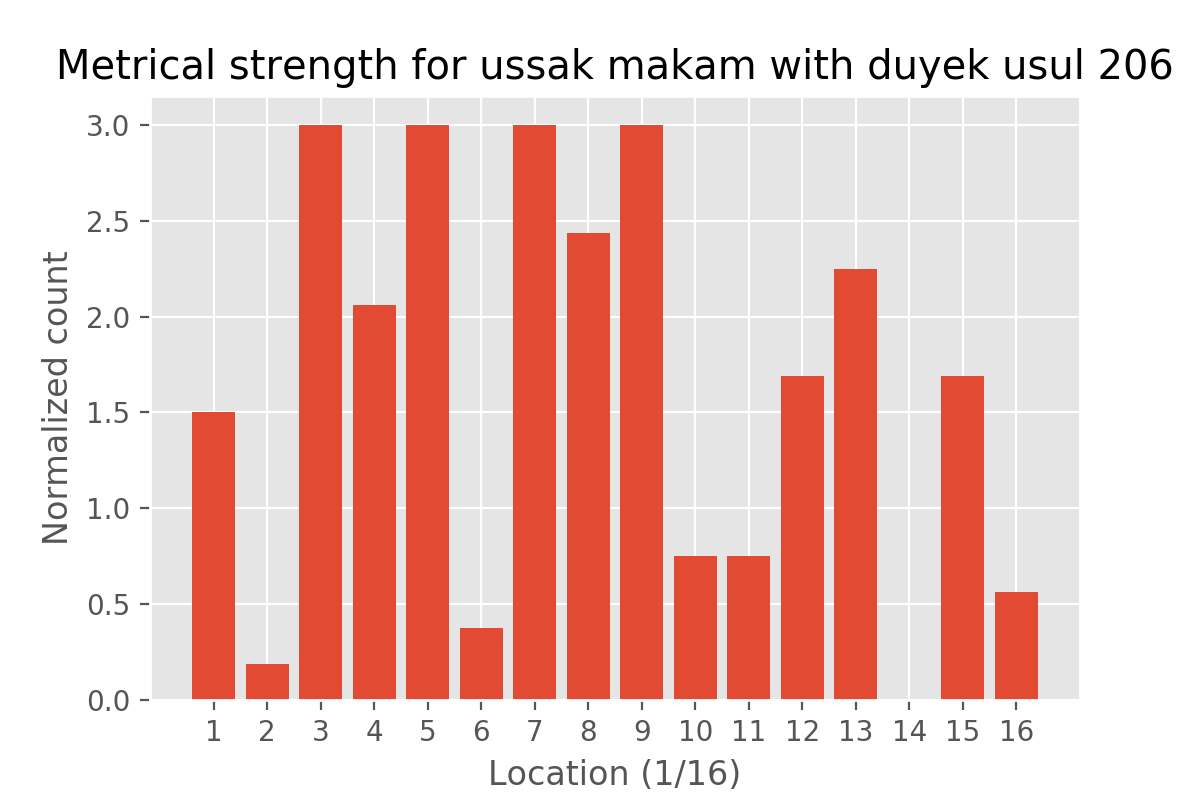 Metrical strength for ussak makam with duyek usul 206
3.0
2.5
2.0
1.5
1.0
0.5
0.0
Normalized count
1 2 3 4 5 6 7 8 9 10 11 12 13 14 15 16
Location (1/16)